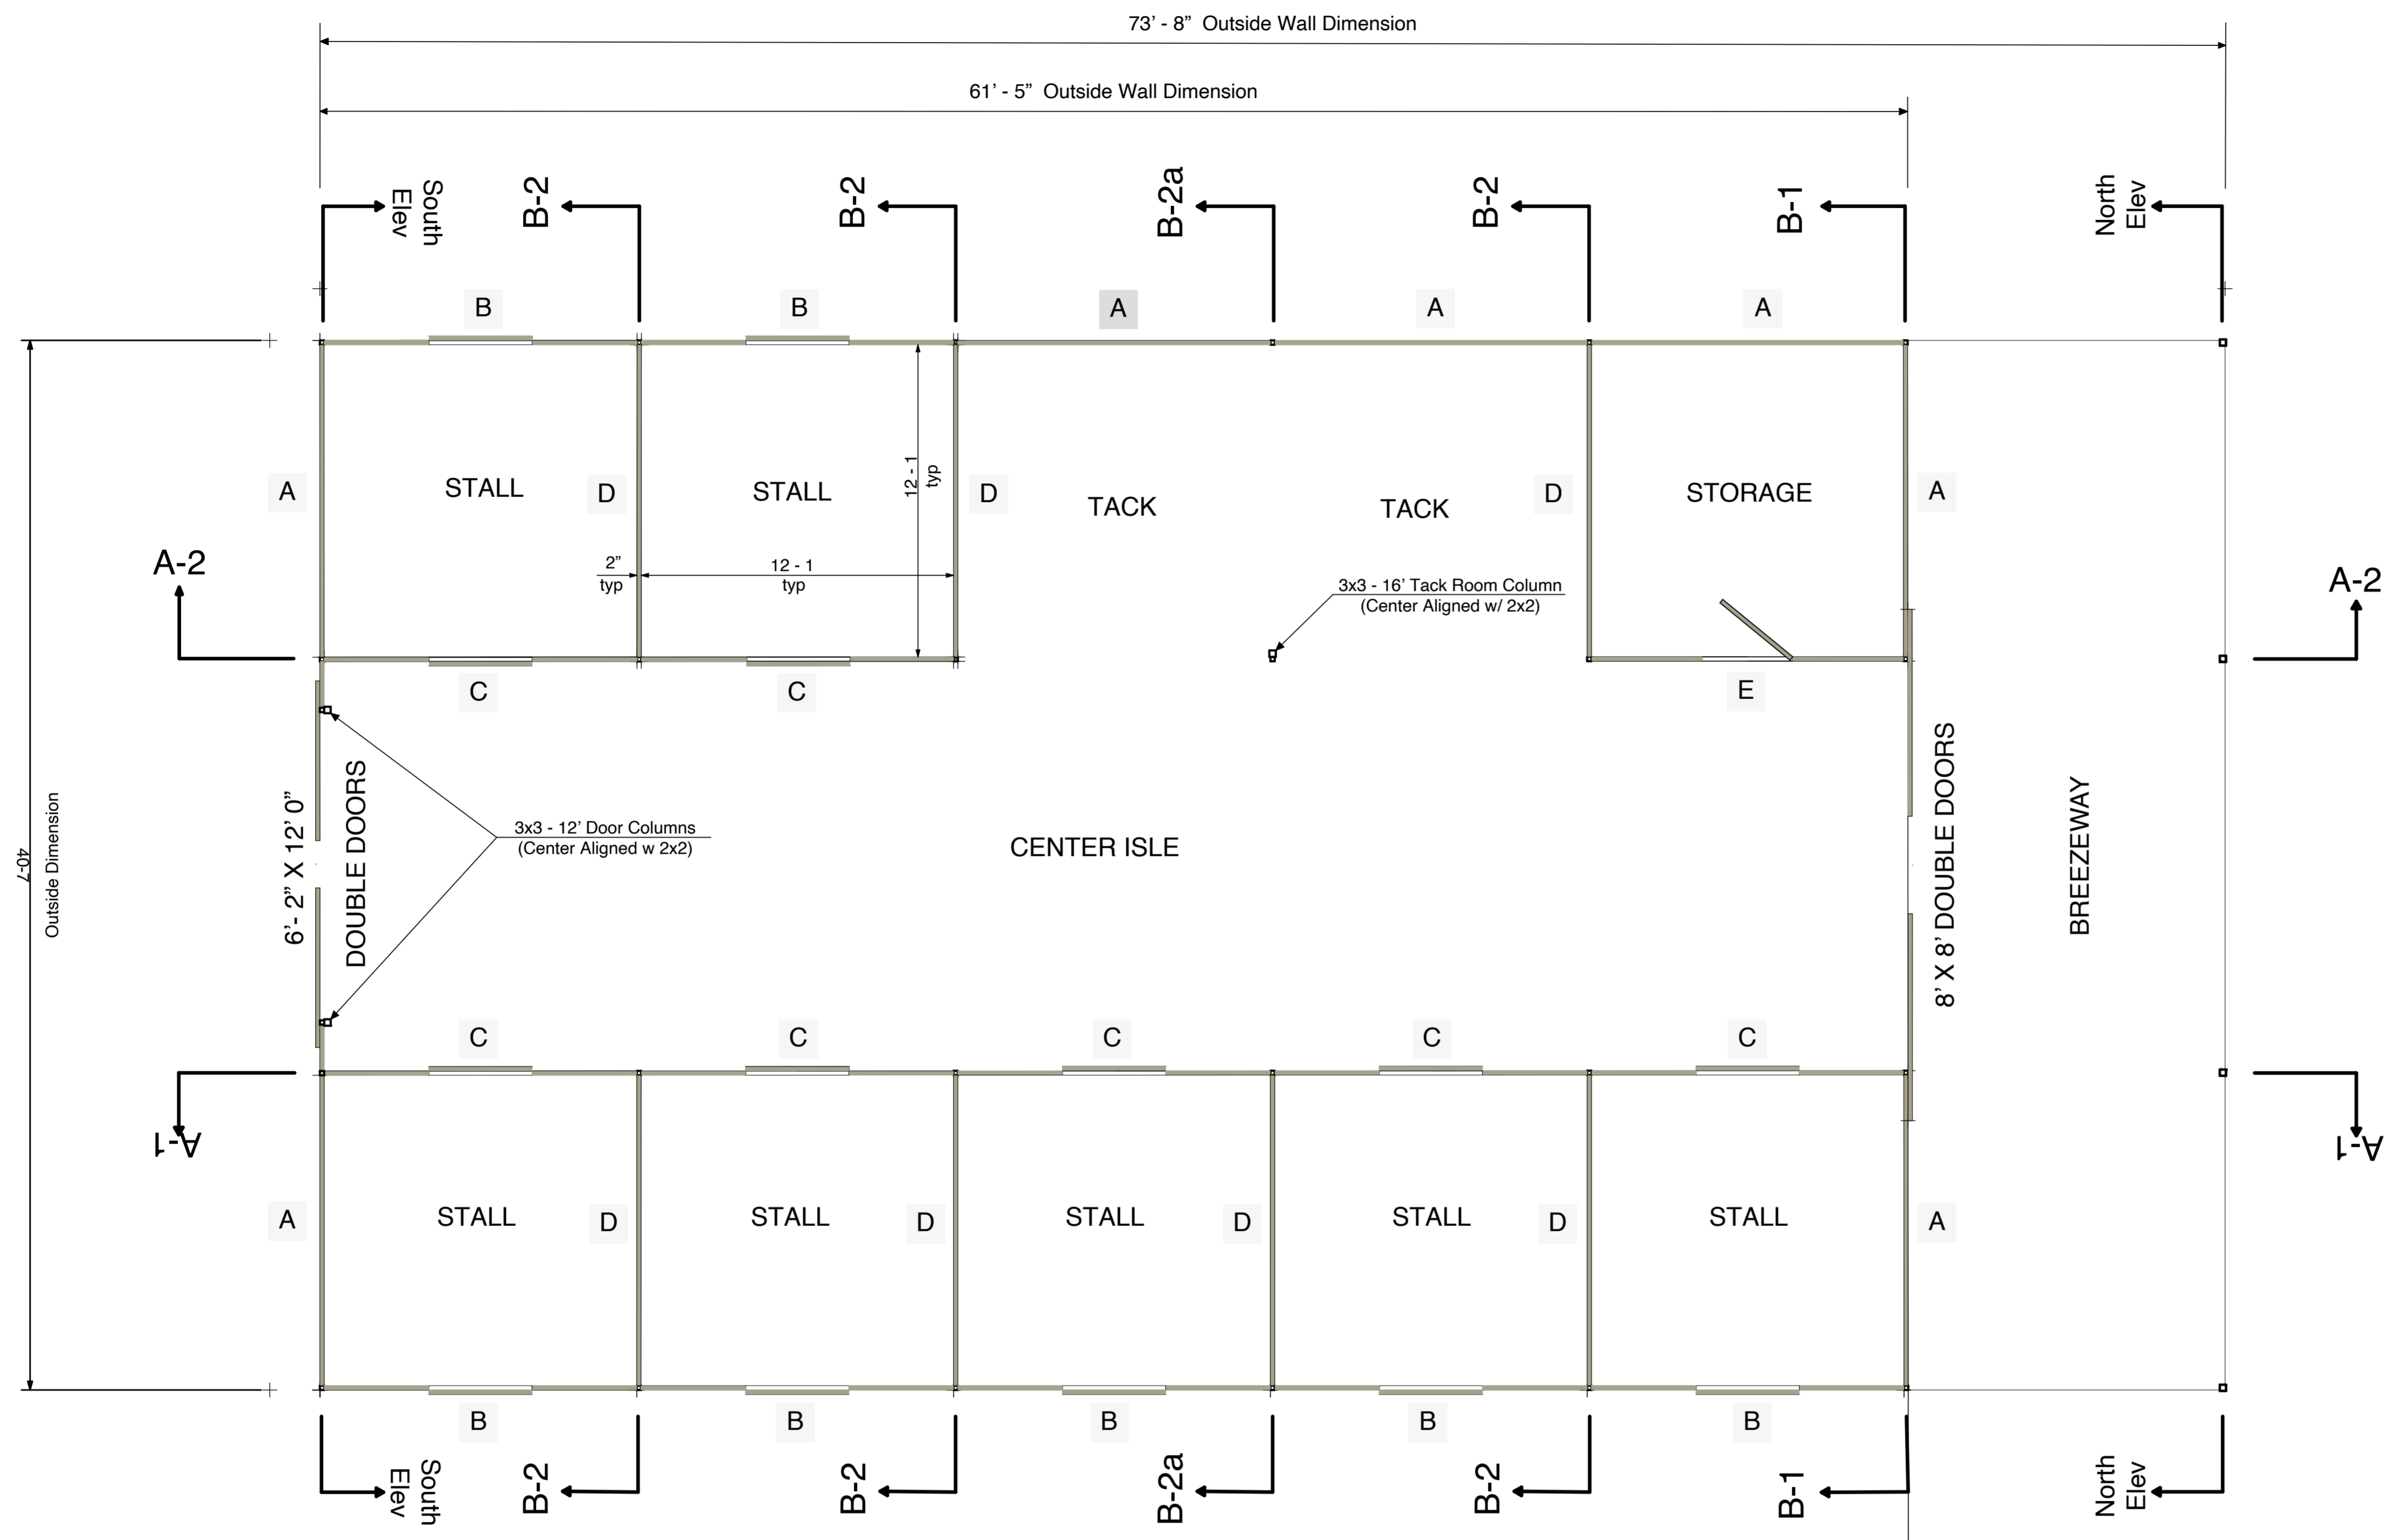 73’ - 8”  Outside Wall Dimension
61’ - 5”  Outside Wall Dimension
South
Elev
B-2
B-2
B-2a
B-2
B-1
North
Elev
B
B
A
A
A
A
STALL
D
STALL
12 - 1
typ
D
TACK
TACK
D
STORAGE
A
A-2
2”
typ
12 - 1
typ
3x3 - 16’ Tack Room Column
(Center Aligned w/ 2x2)
A-2
C
C
E
40-7
Outside Dimension
6’- 2” X 12’ 0”
DOUBLE DOORS
3x3 - 12’ Door Columns
(Center Aligned w 2x2)
CENTER ISLE
8’ X 8’ DOUBLE DOORS
BREEZEWAY
C
C
C
C
C
A-1
A-1
A
STALL
D
STALL
D
STALL
D
STALL
D
STALL
A
B
B
B
B
B
South
Elev
B-2
B-2
B-2a
B-2
B-1
North
Elev